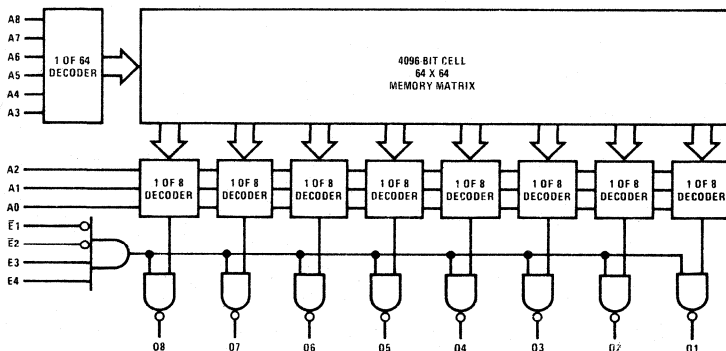 A8
A7
A6
A5
A4
A3
1 OF 64
DECODER
4096-BIT CELL
64 X 64
MEMORY MATRIX
A2
A1
A0
1 OF 8
DECODER
1 OF 8
DECODER
1 OF 8
DECODER
1 OF 8
DECODER
1 OF 8
DECODER
1 OF 8
DECODER
1 OF 8
DECODER
1 OF 8
DECODER
E̅1
E̅2
E3
E4
O8
O7
O6
O5
O4
O3
O2
O1